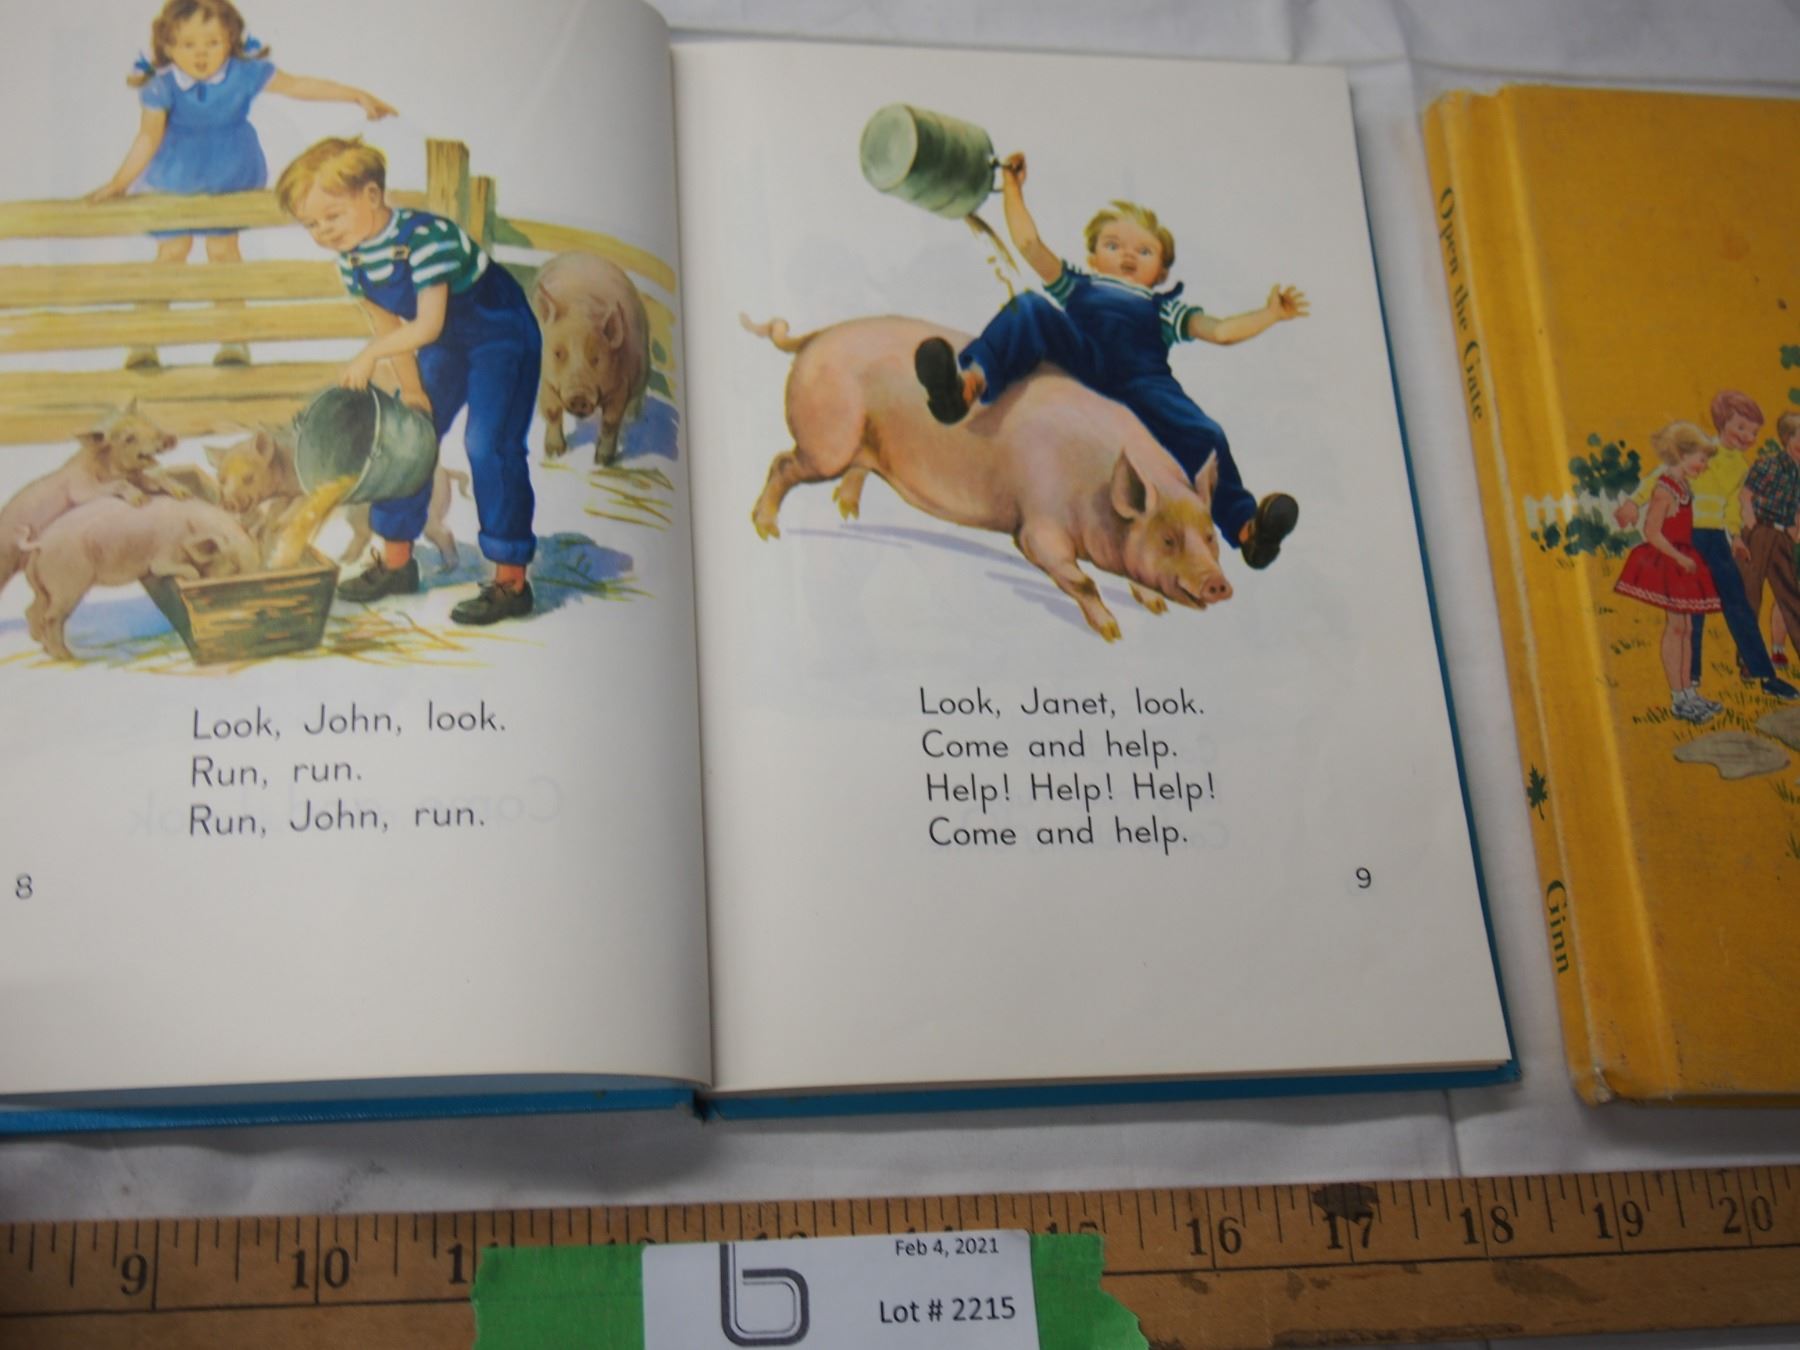 Look, John, look.
Run, run.
Run, John, run.
8
Look, Janet, look.
Come and help.
Help! Help! Help!
Come and help.
9
Open the Gate
Ginn
9 10 11 15 16 17 18 19 20
Feb 4, 2021
Lot # 2215